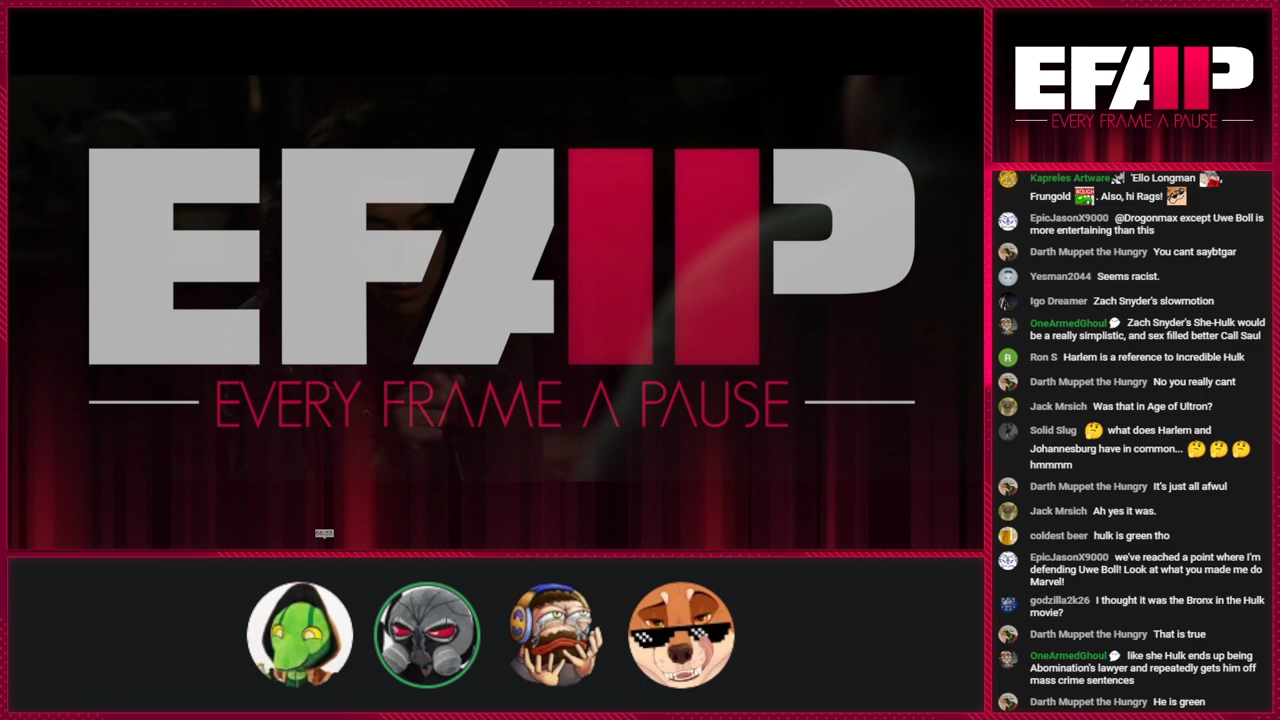 EFAP
EVERY FRAME A PAUSE
EFAP
EVERY FRAME A PAUSE
Kapreles Artware 'Ello Longman ,
Frungold . Also, hi Rags!
EpicJasonX9000 @Drogonmax except Uwe Boll is
more entertaining than this
Darth Muppet the Hungry You cant saybtgar
Yesman2044 Seems racist.
Igo Dreamer Zach Snyder's slowmotion
OneArmedGhoul Zach Snyder's She-Hulk would
be a really simplistic, and sex filled better Call Saul
R
Ron S Harlem is a reference to Incredible Hulk
Darth Muppet the Hungry No you really cant
Jack Mrsich Was that in Age of Ultron?
Solid Slug 🤔 what does Harlem and
Johannesburg have in common... 🤔 🤔 🤔
hmmmm
Darth Muppet the Hungry It's just all afwul
Jack Mrsich Ah yes it was.
coldest beer hulk is green tho
EpicJasonX9000 we've reached a point where I'm
defending Uwe Boll! Look at what you made me do
Marvel!
godzilla2k26 I thought it was the Bronx in the Hulk
movie?
Darth Muppet the Hungry That is true
OneArmedGhoul like she Hulk ends up being
Abomination's lawyer and repeatedly gets him off
mass crime sentences
Darth Muppet the Hungry He is green